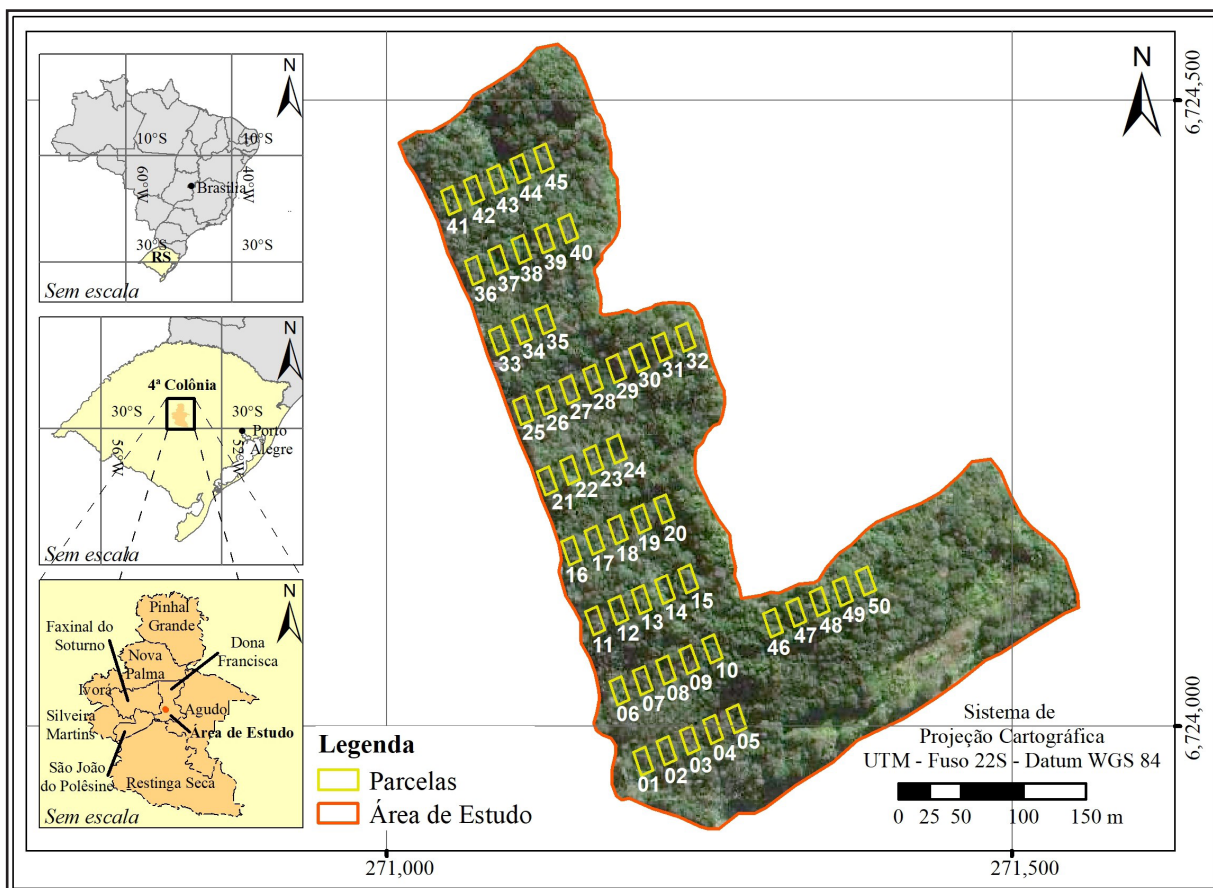 N
10°S
10°S
60°W
40°W
Brasilia
30°S
30°S
RS
Sem escala
N
4ª Colônia
30°S
30°S
Porto
Alegre
56°W
52°W
Sem escala
N
Pinhal
Grande
Faxinal do
Soturno
Dona
Francisca
Nova
Palma
Ivorá
Agudo
Silveira
Martins
Área de Estudo
São João
do Polêsine
Restinga Seca
Sem escala
N
6,724,500
6,724,000
41 42 43 44 45
36 37 38 39 40
33 34 35
25 26 27 28 29 30 31 32
21 22 23 24
16 17 18 19 20
11 12 13 14 15
46 47 48 49 50
06 07 08 09 10
01 02 03 04 05
Legenda
Parcelas
Área de Estudo
Sistema de
Projeção Cartográfica
UTM - Fuso 22S - Datum WGS 84
0 25 50 100 150 m
271,000
271,500